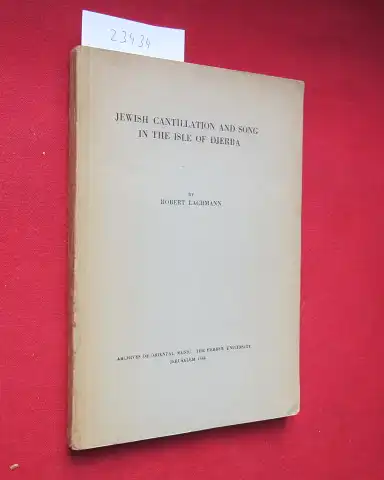 23434
JEWISH CANTILLATION AND SONG
IN THE ISLE OF DJERBA
BY
ROBERT LACHMANN
ARCHIVES OF ORIENTAL MUSIC. THE HEBREW UNIVERSITY
JERUSALEM 1940